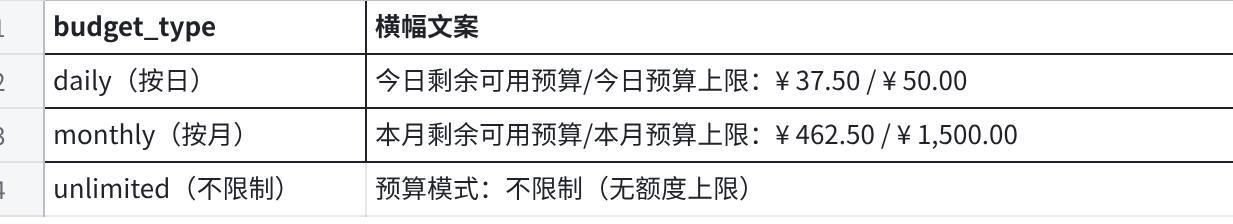 1 budget_type 横幅文案
2 daily（按日） 今日剩余可用预算/今日预算上限：¥ 37.50 / ¥ 50.00
3 monthly（按月） 本月剩余可用预算/本月预算上限：¥ 462.50 / ¥ 1,500.00
4 unlimited（不限制） 预算模式：不限制（无额度上限）